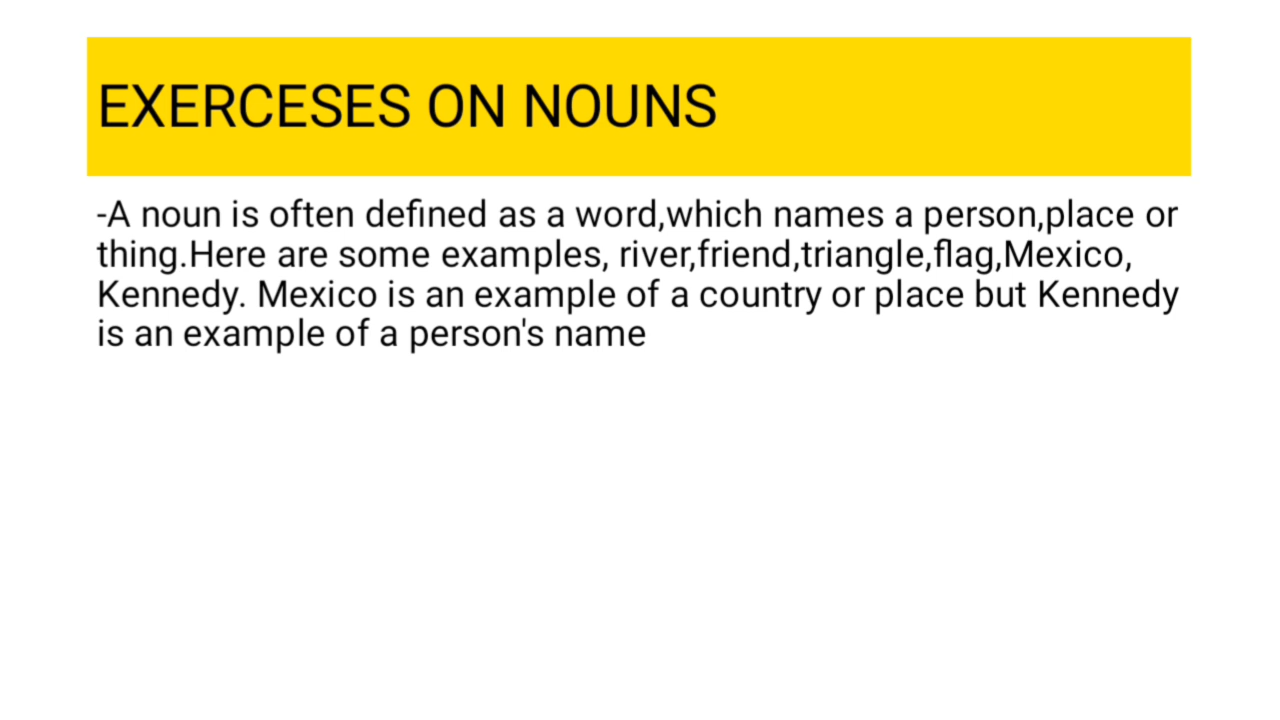 EXERCESES ON NOUNS
-A noun is often defined as a word,which names a person,place or
thing.Here are some examples, river,friend,triangle,flag,Mexico,
Kennedy. Mexico is an example of a country or place but Kennedy
is an example of a person's name